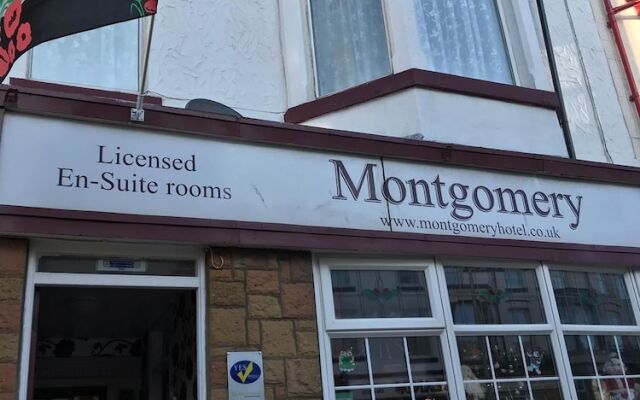 Licensed
En-Suite rooms
Montgomery
www.montgomeryhotel.co.uk